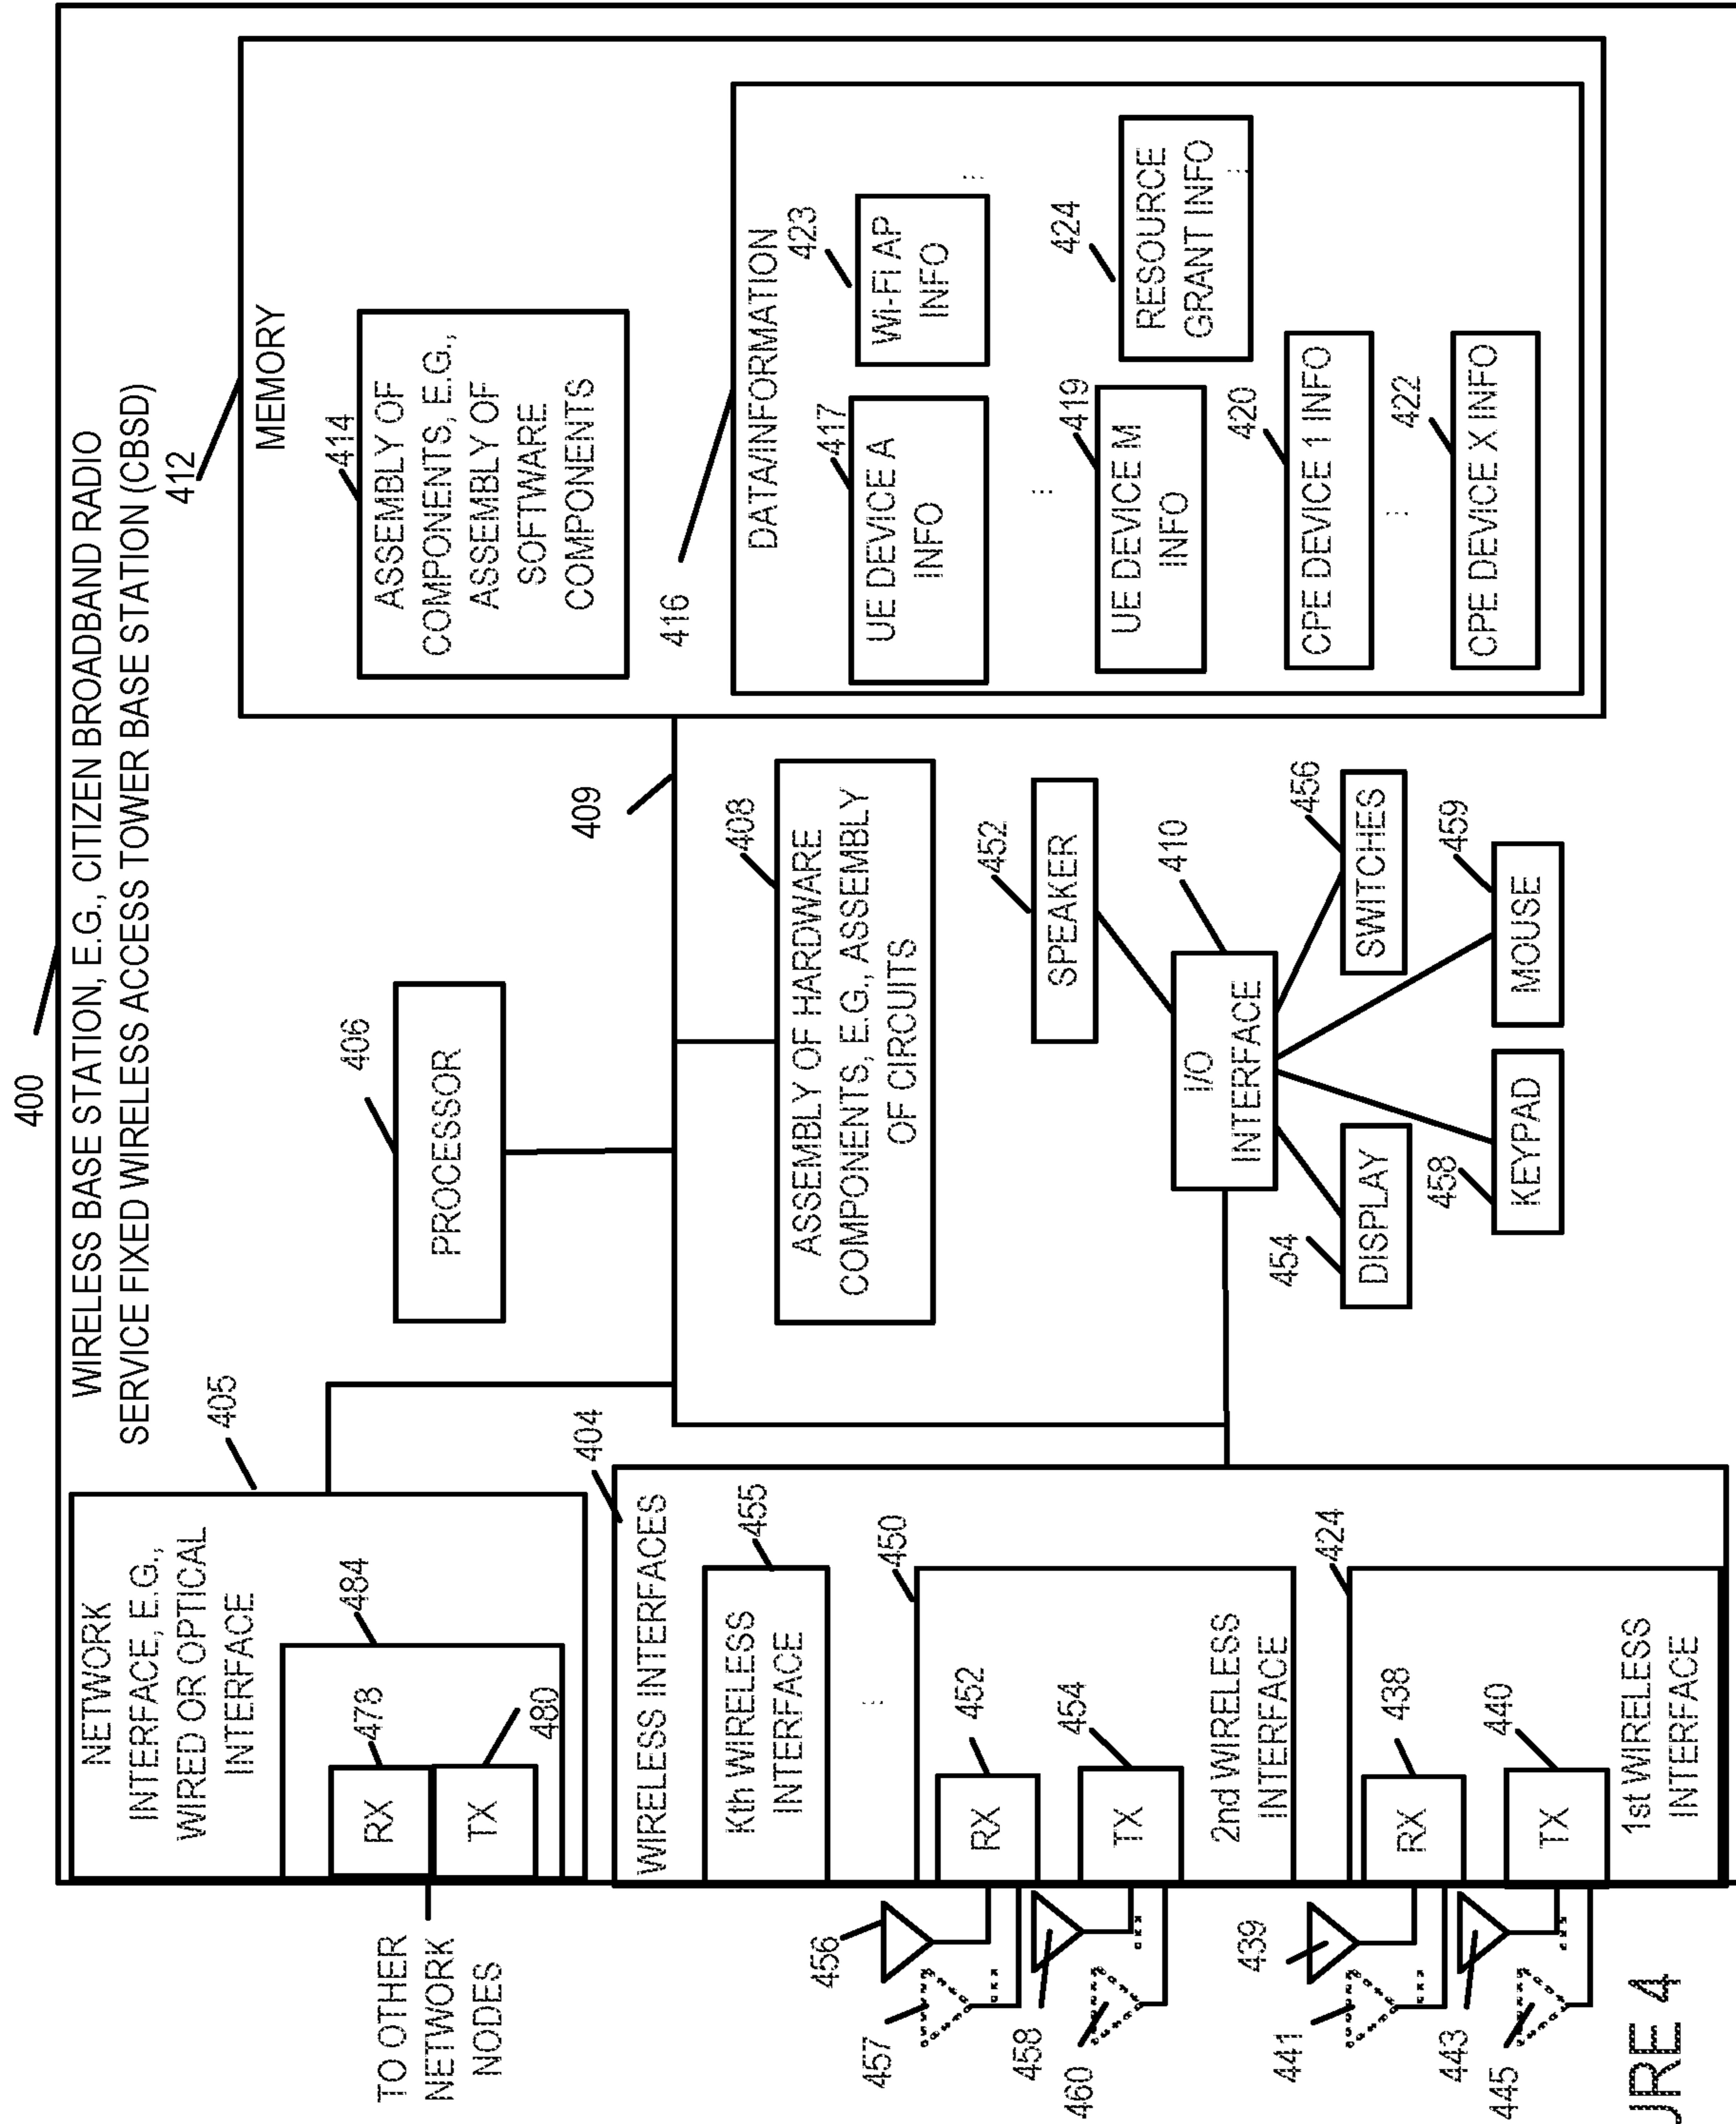 400
WIRELESS BASE STATION, E.G., CITIZEN BROADBAND RADIO
SERVICE FIXED WIRELESS ACCESS TOWER BASE STATION (CBSD)
405
NETWORK
INTERFACE, E.G.,
WIRED OR OPTICAL
INTERFACE
484
478
RX
TX
480
TO OTHER
NETWORK
NODES
406
PROCESSOR
412
MEMORY
414
ASSEMBLY OF
COMPONENTS, E.G.,
ASSEMBLY OF
SOFTWARE
COMPONENTS
409
416
404
WIRELESS INTERFACES
455
Kth WIRELESS
INTERFACE
450
452
RX
454
TX
2nd WIRELESS
INTERFACE
456
457
458
460
424
438
RX
440
TX
1st WIRELESS
INTERFACE
439
441
443
445
408
ASSEMBLY OF HARDWARE
COMPONENTS, E.G., ASSEMBLY
OF CIRCUITS
452
SPEAKER
410
I/O
INTERFACE
456
SWITCHES
454
DISPLAY
458
KEYPAD
459
MOUSE
DATA/INFORMATION
417
UE DEVICE A
INFO
423
Wi-Fi AP
INFO
419
UE DEVICE M
INFO
424
RESOURCE
GRANT INFO
420
CPE DEVICE 1 INFO
422
CPE DEVICE X INFO
JRE 4